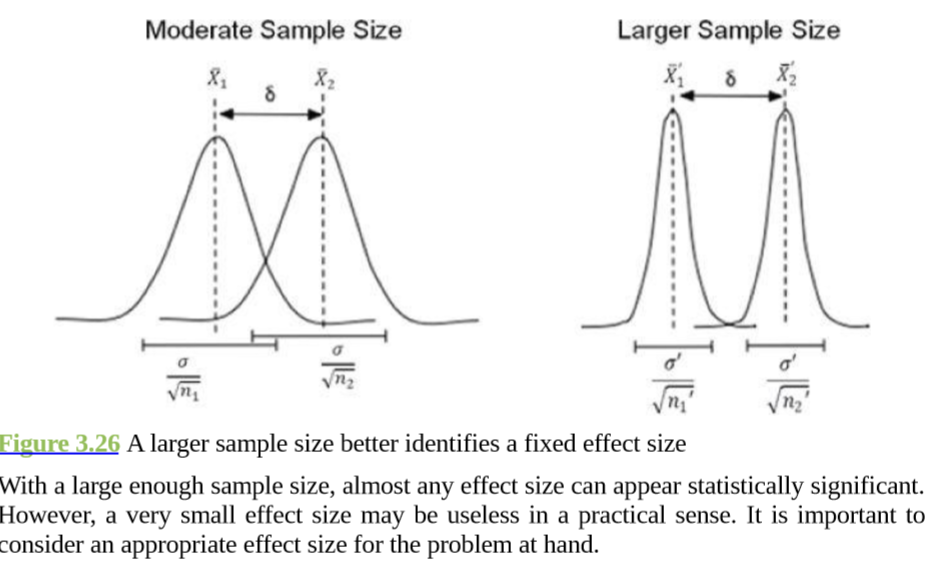 Moderate Sample Size
X̄₁ δ X̄₂
σ/√n₁ σ/√n₂
Larger Sample Size
X̄₁′ δ X̄₂′
σ′/√n₁′ σ′/√n₂′
Figure 3.26 A larger sample size better identifies a fixed effect size
With a large enough sample size, almost any effect size can appear statistically significant.
However, a very small effect size may be useless in a practical sense. It is important to
consider an appropriate effect size for the problem at hand.